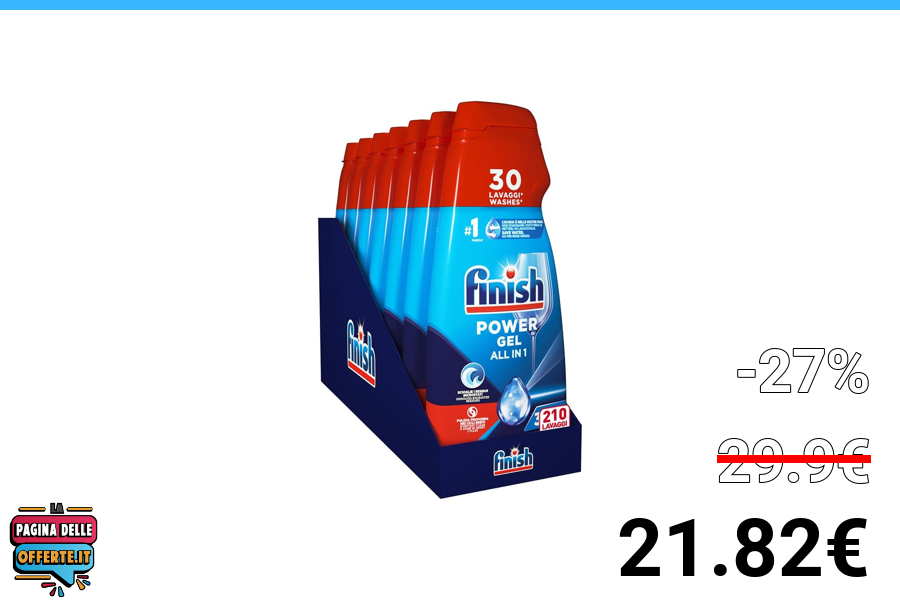 30
LAVAGGI*
WASHES*
#1
finish
POWER
GEL
ALL IN 1
210
LAVAGGI
finish
finish
-27%
29.9€
21.82€
LA
PAGINA DELLE
OFFERTE.IT